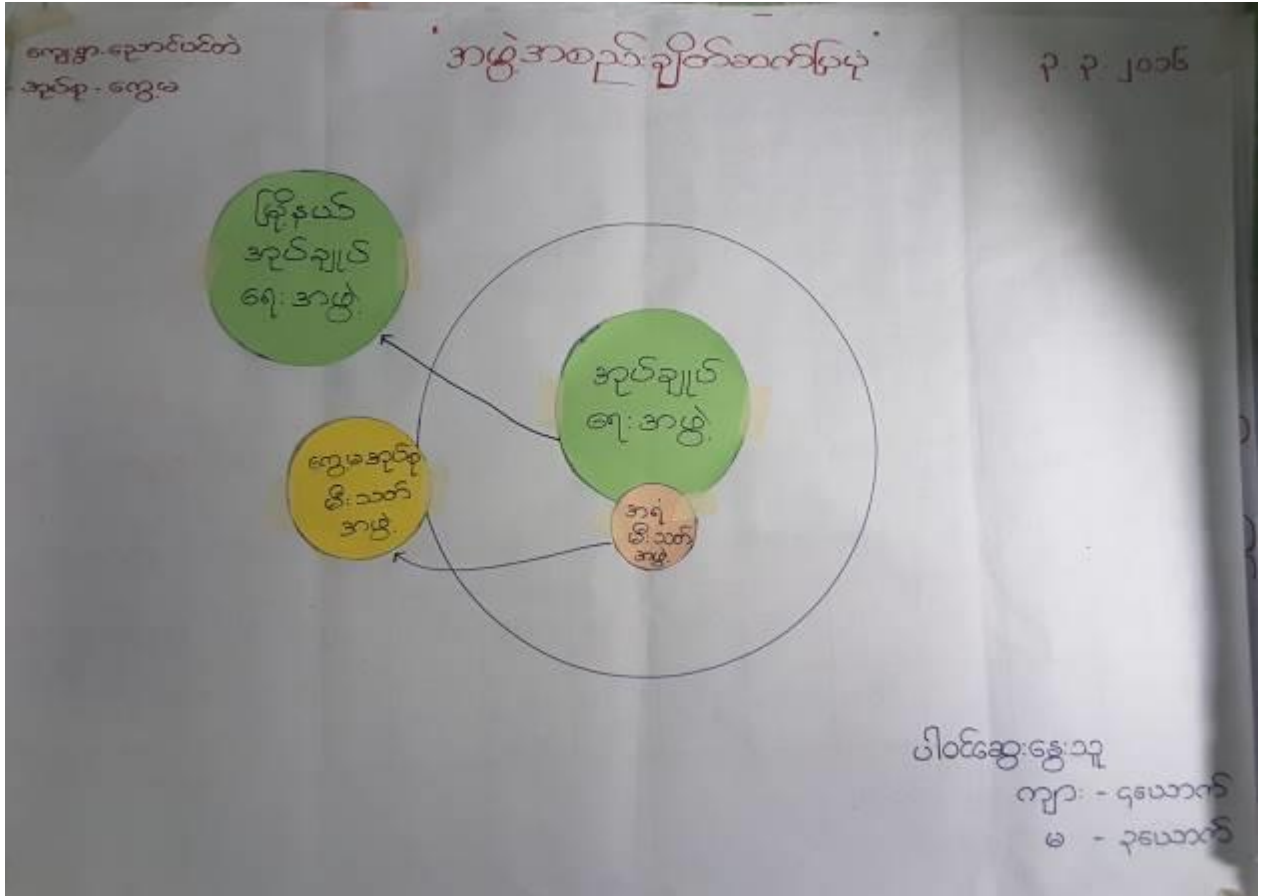 ကျေးရွာ-ညောင်ပင်တဲ
အုပ်စု - ကွေ့မ
"အဖွဲ့အစည်းချိတ်ဆက်ပြပုံ"
၃ ၃ ၂၀၁၆
မြို့နယ်
အုပ်ချုပ်
ရေးအဖွဲ့
အုပ်ချုပ်
ရေးအဖွဲ့
ကွေ့မအုပ်စု
မီးသတ်
အဖွဲ့
အရံ
မီးသတ်
အဖွဲ့
ပါဝင်ဆွေးနွေးသူ
ကျား - ၄ယောက်
မ - ၃ယောက်